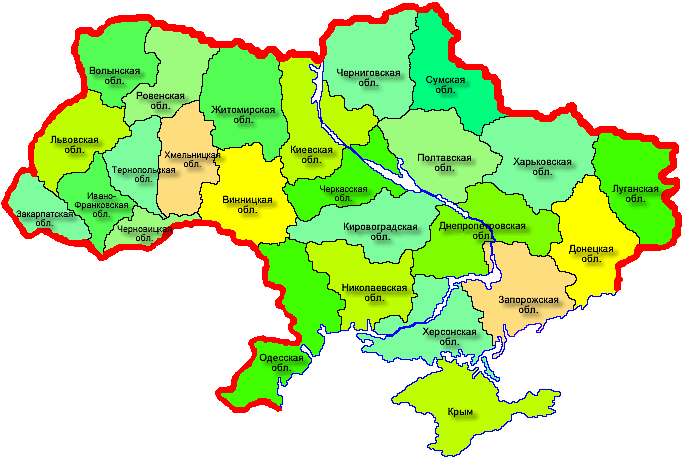 Волынская
обл.
Ровенская
обл.
Житомирская
обл.
Черниговская
обл.
Сумская
обл.
Львовская
обл.
Тернопольская
обл.
Хмельницкая
обл.
Киевская
обл.
Полтавская
обл.
Харьковская
обл.
Луганская
обл.
Закарпатская
обл.
Ивано-
Франковская
обл.
Черновицкая
обл.
Винницкая
обл.
Черкасская
обл.
Кировоградская
обл.
Днепропетровская
обл.
Донецкая
обл.
Николаевская
обл.
Запорожская
обл.
Херсонская
обл.
Одесская
обл.
Крым